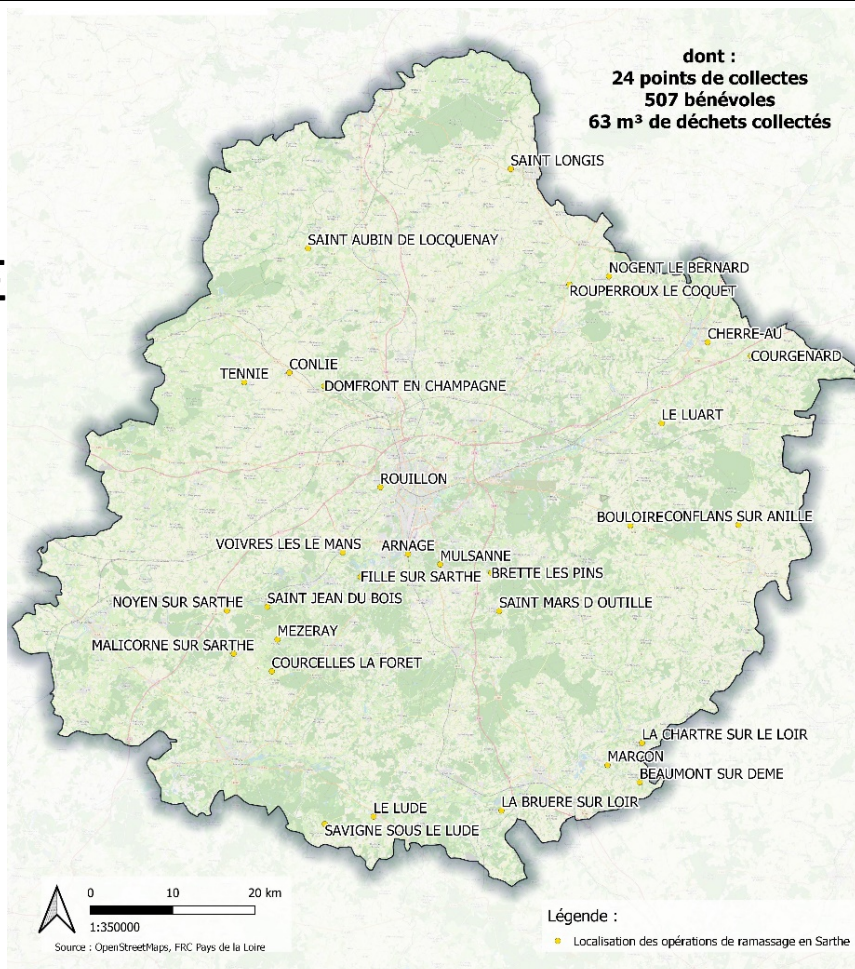 dont :
24 points de collectes
507 bénévoles
63 m³ de déchets collectés
SAINT LONGIS
SAINT AUBIN DE LOCQUENAY
NOGENT LE BERNARD
ROUPERROUX LE COQUET
CHERRE-AU
COURGENARD
CONLIE
TENNIE
DOMFRONT EN CHAMPAGNE
LE LUART
ROUILLON
BOULOIRE
CONFLANS SUR ANILLE
VOIVRES LES LE MANS
ARNAGE
MULSANNE
FILLE SUR SARTHE
BRETTE LES PINS
NOYEN SUR SARTHE
SAINT JEAN DU BOIS
SAINT MARS D OUTILLE
MEZERAY
MALICORNE SUR SARTHE
COURCELLES LA FORET
LA CHARTRE SUR LE LOIR
MARCON
BEAUMONT SUR DEME
LE LUDE
LA BRUERE SUR LOIR
SAVIGNE SOUS LE LUDE
0 10 20 km
1:350000
Source : OpenStreetMaps, FRC Pays de la Loire
Légende :
Localisation des opérations de ramassage en Sarthe